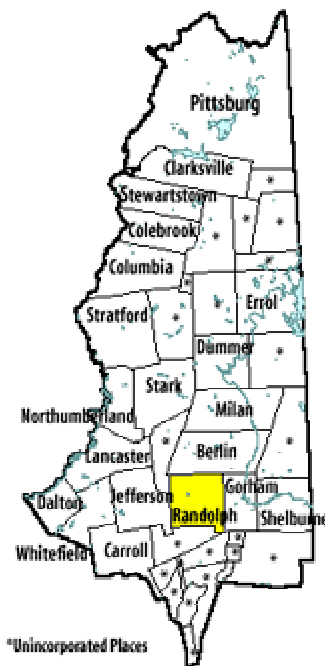 Pittsburg
Clarksville
Stewartstown
Colebrook
Columbia
Errol
Stratford
Dummer
Stark
Milan
Northumberland
Berlin
Lancaster
Jefferson
Gorham
Dalton
Randolph
Shelburne
Whitefield
Carroll
*Unincorporated Places